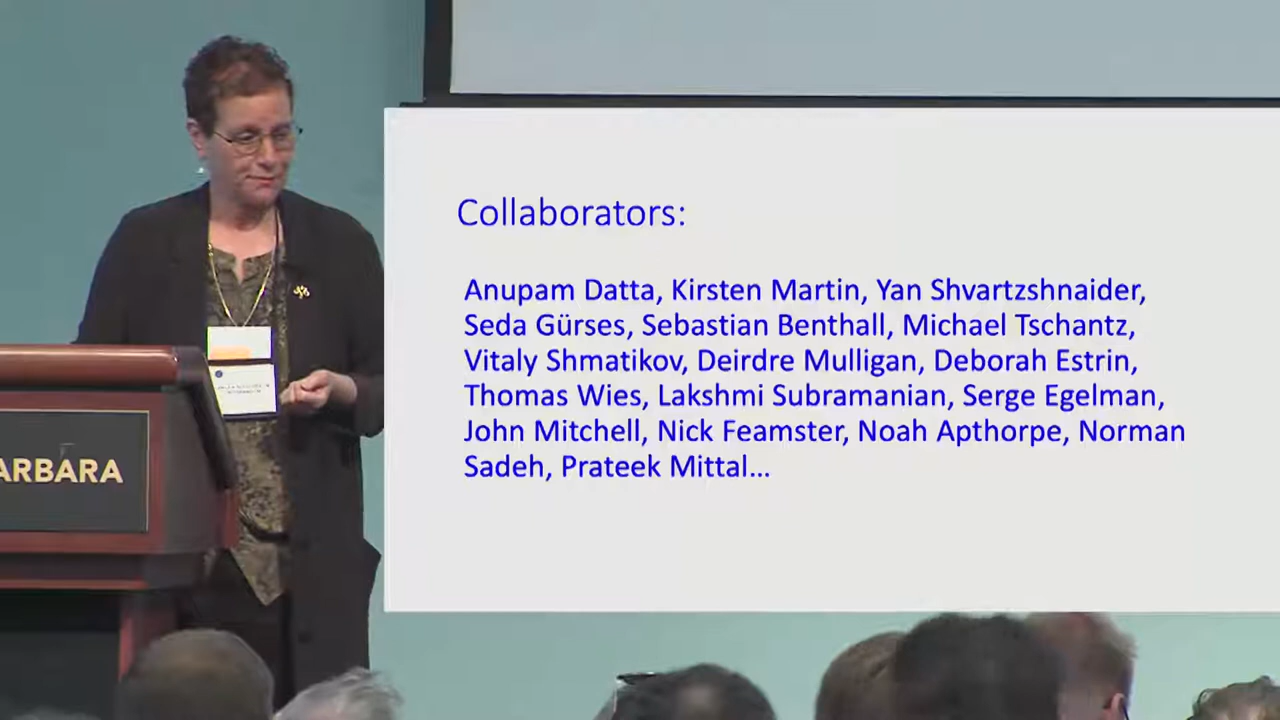 Collaborators:
Anupam Datta, Kirsten Martin, Yan Shvartzshnaider,
Seda Gürses, Sebastian Benthall, Michael Tschantz,
Vitaly Shmatikov, Deirdre Mulligan, Deborah Estrin,
Thomas Wies, Lakshmi Subramanian, Serge Egelman,
John Mitchell, Nick Feamster, Noah Apthorpe, Norman
Sadeh, Prateek Mittal...
ARBARA